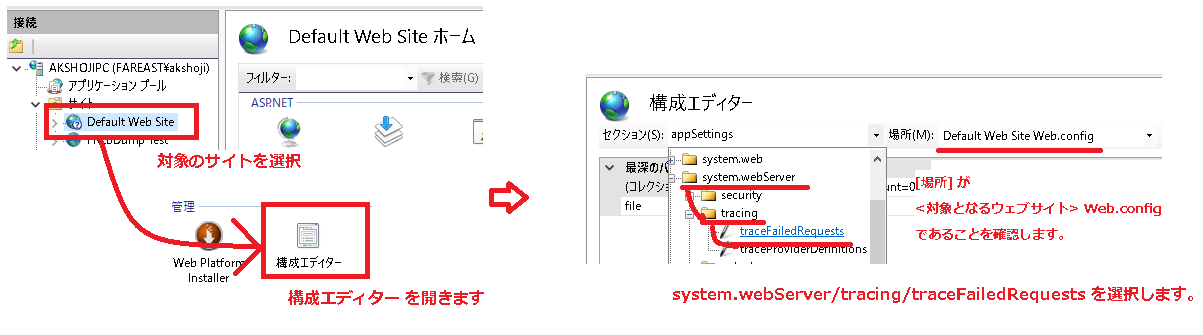 接続
AKSHOJIPC (FAREAST¥akshoji)
アプリケーション プール
サイト
Default Web Site
対象のサイトを選択
Default Web Site ホーム
フィルター:
検索(G)
ASP.NET
管理
Web Platform
Installer
構成エディター
構成エディター を開きます
構成エディター
セクション(S): appSettings
場所(M): Default Web Site Web.config
最深のパ
(コレクショ
file
system.web
system.webServer
security
tracing
traceFailedRequests
traceProviderDefinitions
unt=0
[場所] が
<対象となるウェブサイト> Web.config
であることを確認します。
system.webServer/tracing/traceFailedRequests を選択します。